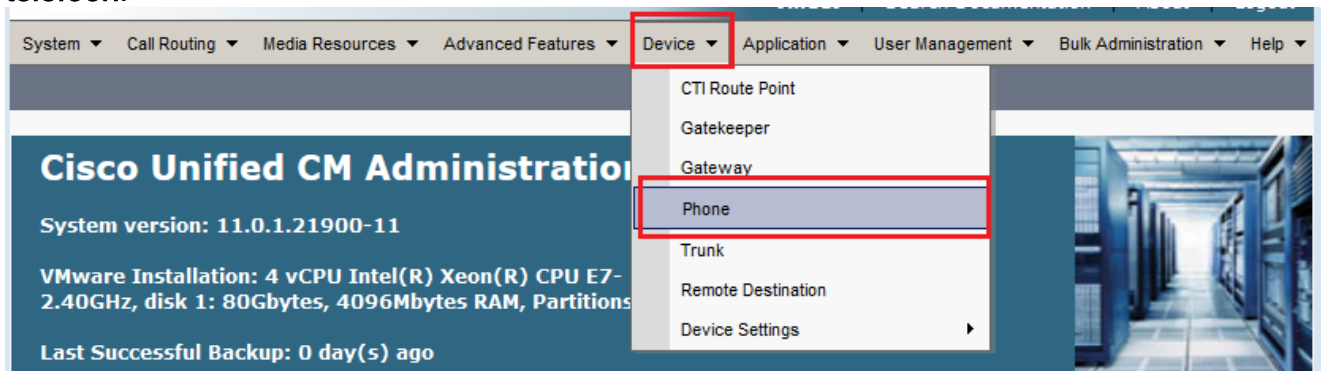 System Call Routing Media Resources Advanced Features Device Application User Management Bulk Administration Help
CTI Route Point
Gatekeeper
Gateway
Phone
Trunk
Remote Destination
Device Settings
Cisco Unified CM Administration
System version: 11.0.1.21900-11
VMware Installation: 4 vCPU Intel(R) Xeon(R) CPU E7-
2.40GHz, disk 1: 80Gbytes, 4096Mbytes RAM, Partitions
Last Successful Backup: 0 day(s) ago